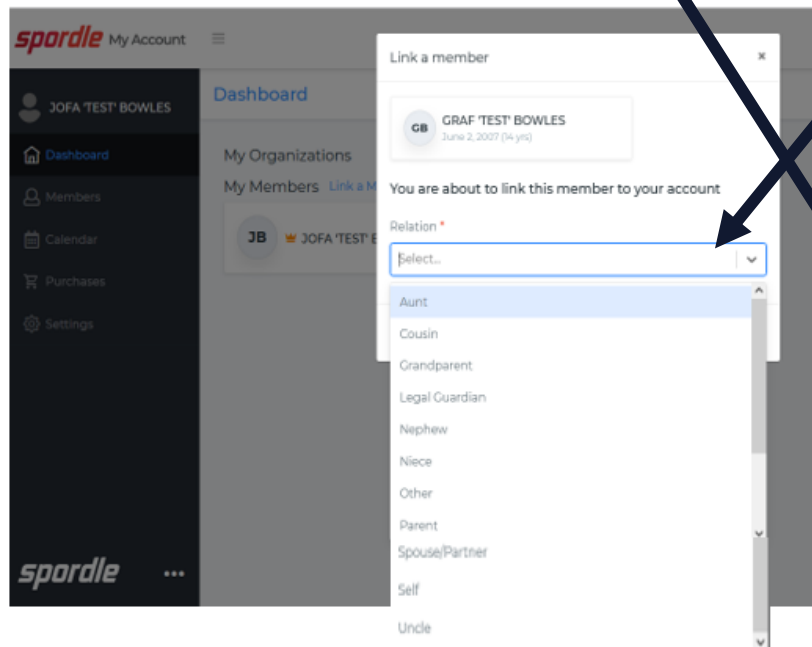 spordle My Account
Link a member ×
JOFA 'TEST' BOWLES
Dashboard
GB GRAF 'TEST' BOWLES
June 2, 2007 (14 yrs)
Dashboard
My Organizations
Members
My Members Link a M
You are about to link this member to your account
Relation *
JB JOFA 'TEST' B
Calendar
Select...
Purchases
Aunt
Settings
Cousin
Grandparent
Legal Guardian
Nephew
Niece
Other
Parent
Spouse/Partner
spordle ...
Self
Uncle